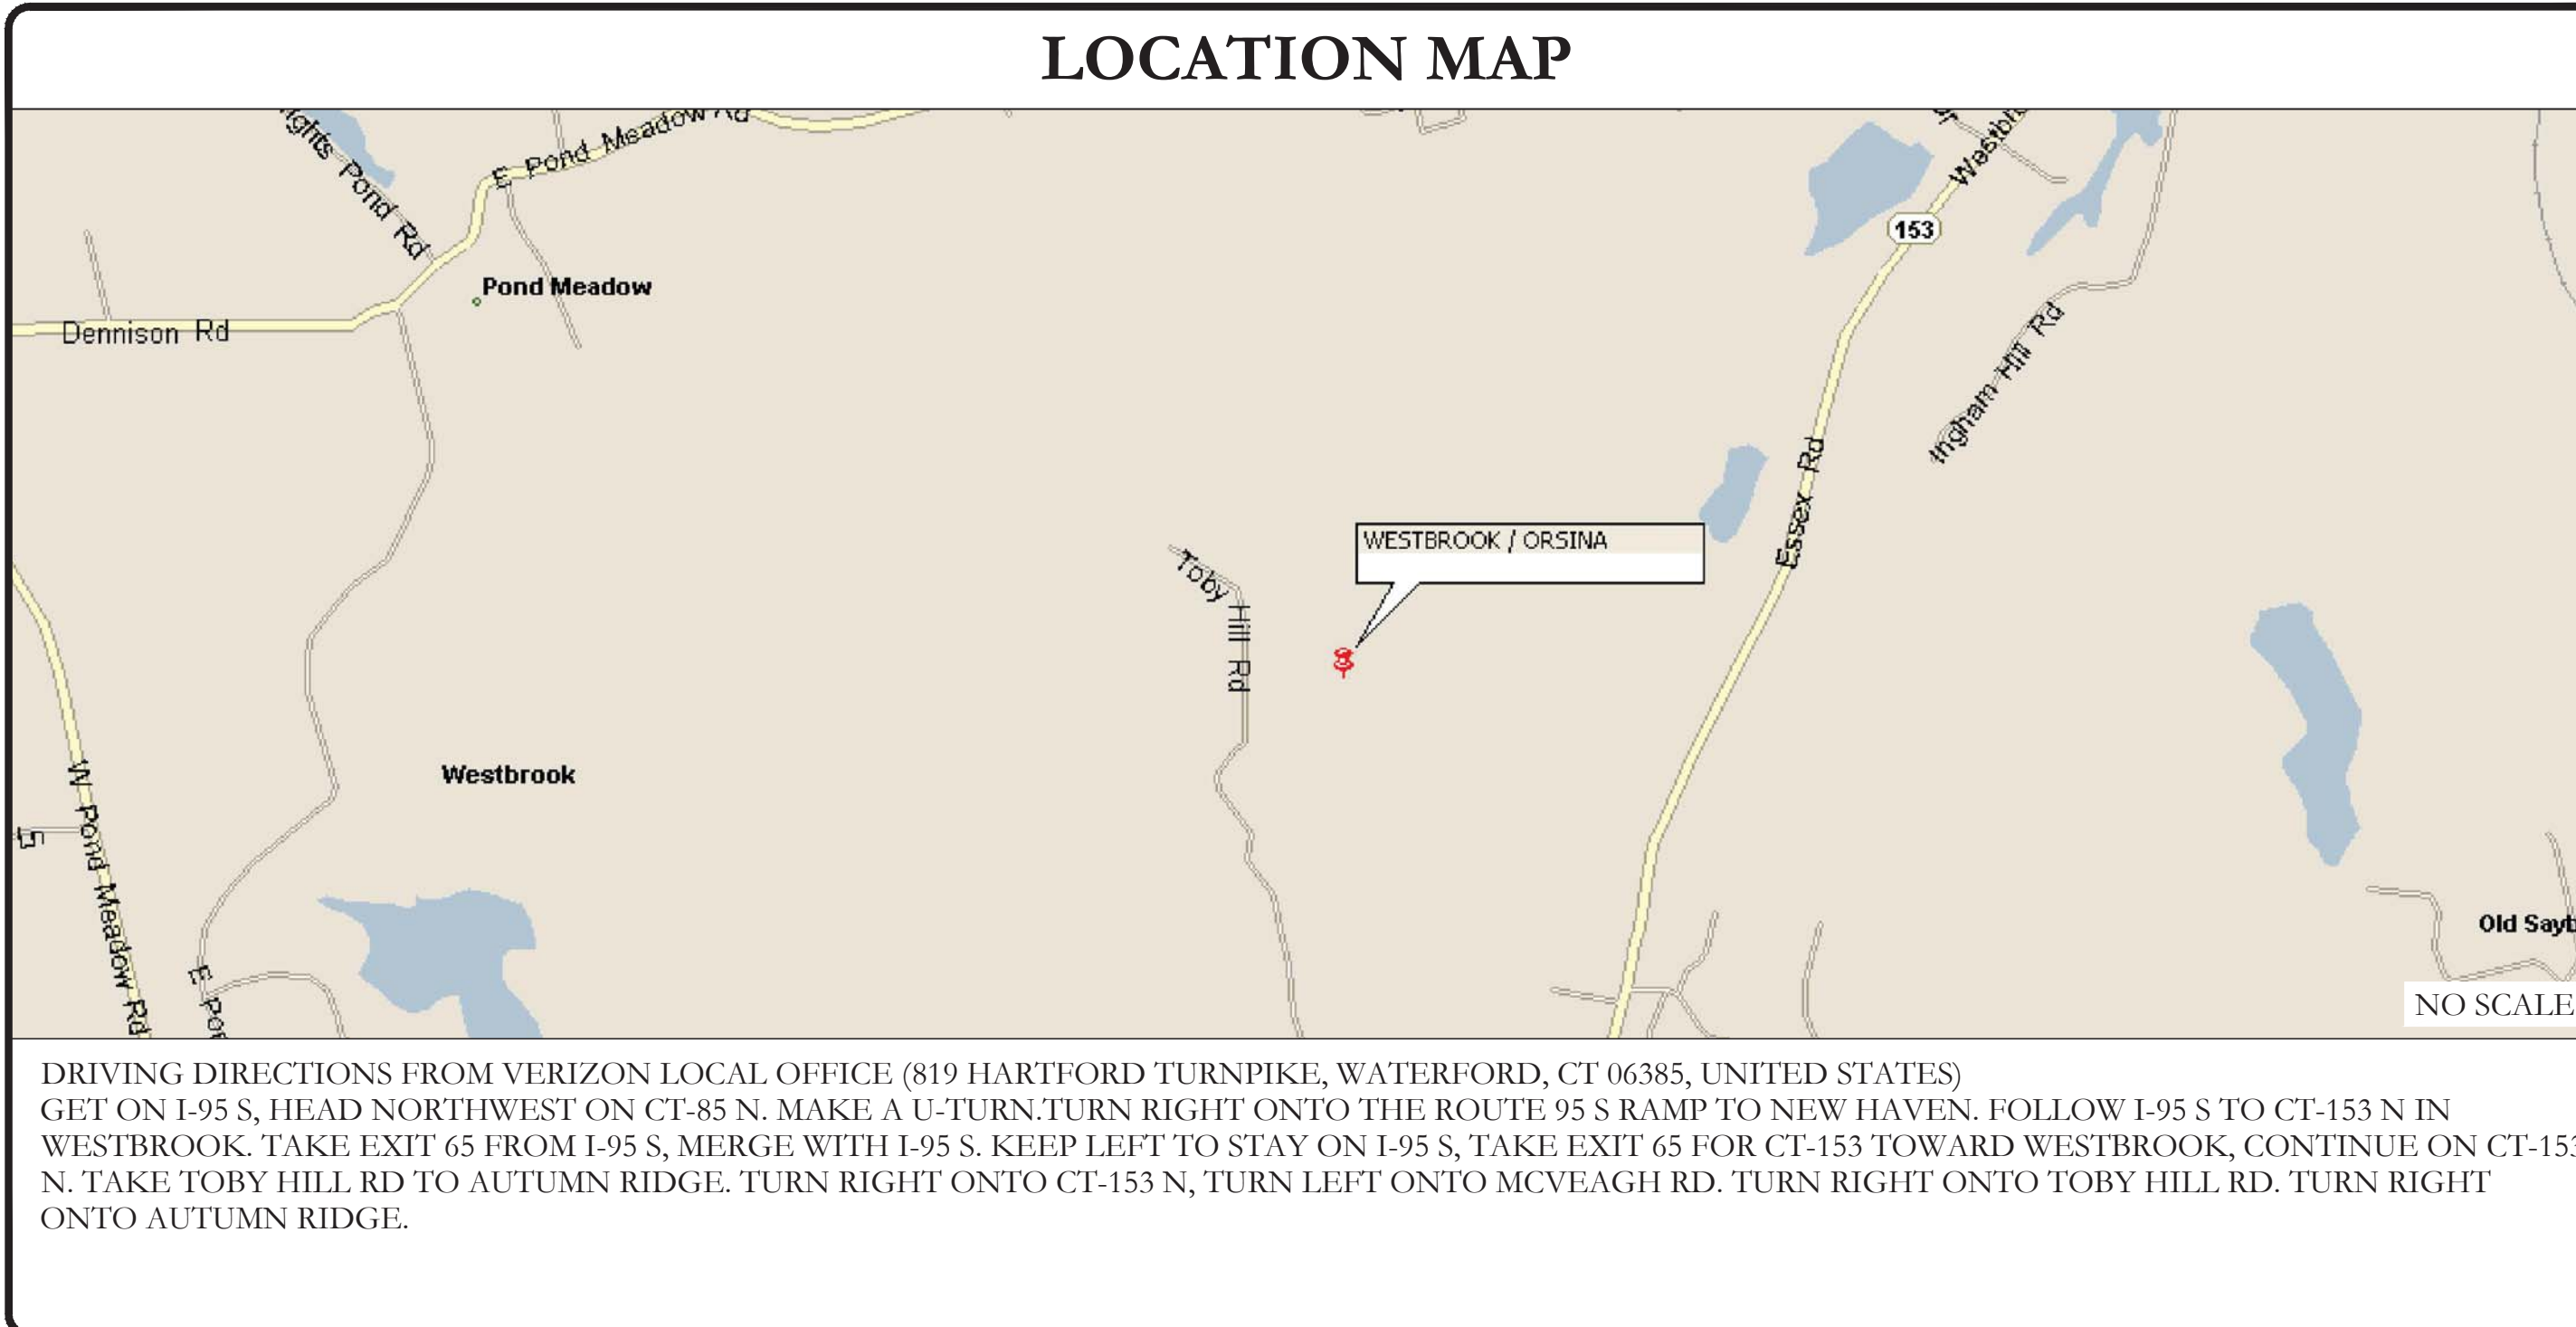 LOCATION MAP
ights Pond Rd
E Pond Meadow Rd
Westbr
153
Pond Meadow
Dennison Rd
Ingham Hill Rd
Essex Rd
WESTBROOK / ORSINA
Toby Hill Rd
Westbrook
W Pond Meadow Rd
E Pon
Old Sayb
NO SCALE
DRIVING DIRECTIONS FROM VERIZON LOCAL OFFICE (819 HARTFORD TURNPIKE, WATERFORD, CT 06385, UNITED STATES)
GET ON I-95 S, HEAD NORTHWEST ON CT-85 N. MAKE A U-TURN.TURN RIGHT ONTO THE ROUTE 95 S RAMP TO NEW HAVEN. FOLLOW I-95 S TO CT-153 N IN
WESTBROOK. TAKE EXIT 65 FROM I-95 S, MERGE WITH I-95 S. KEEP LEFT TO STAY ON I-95 S, TAKE EXIT 65 FOR CT-153 TOWARD WESTBROOK, CONTINUE ON CT-153
N. TAKE TOBY HILL RD TO AUTUMN RIDGE. TURN RIGHT ONTO CT-153 N, TURN LEFT ONTO MCVEAGH RD. TURN RIGHT ONTO TOBY HILL RD. TURN RIGHT
ONTO AUTUMN RIDGE.